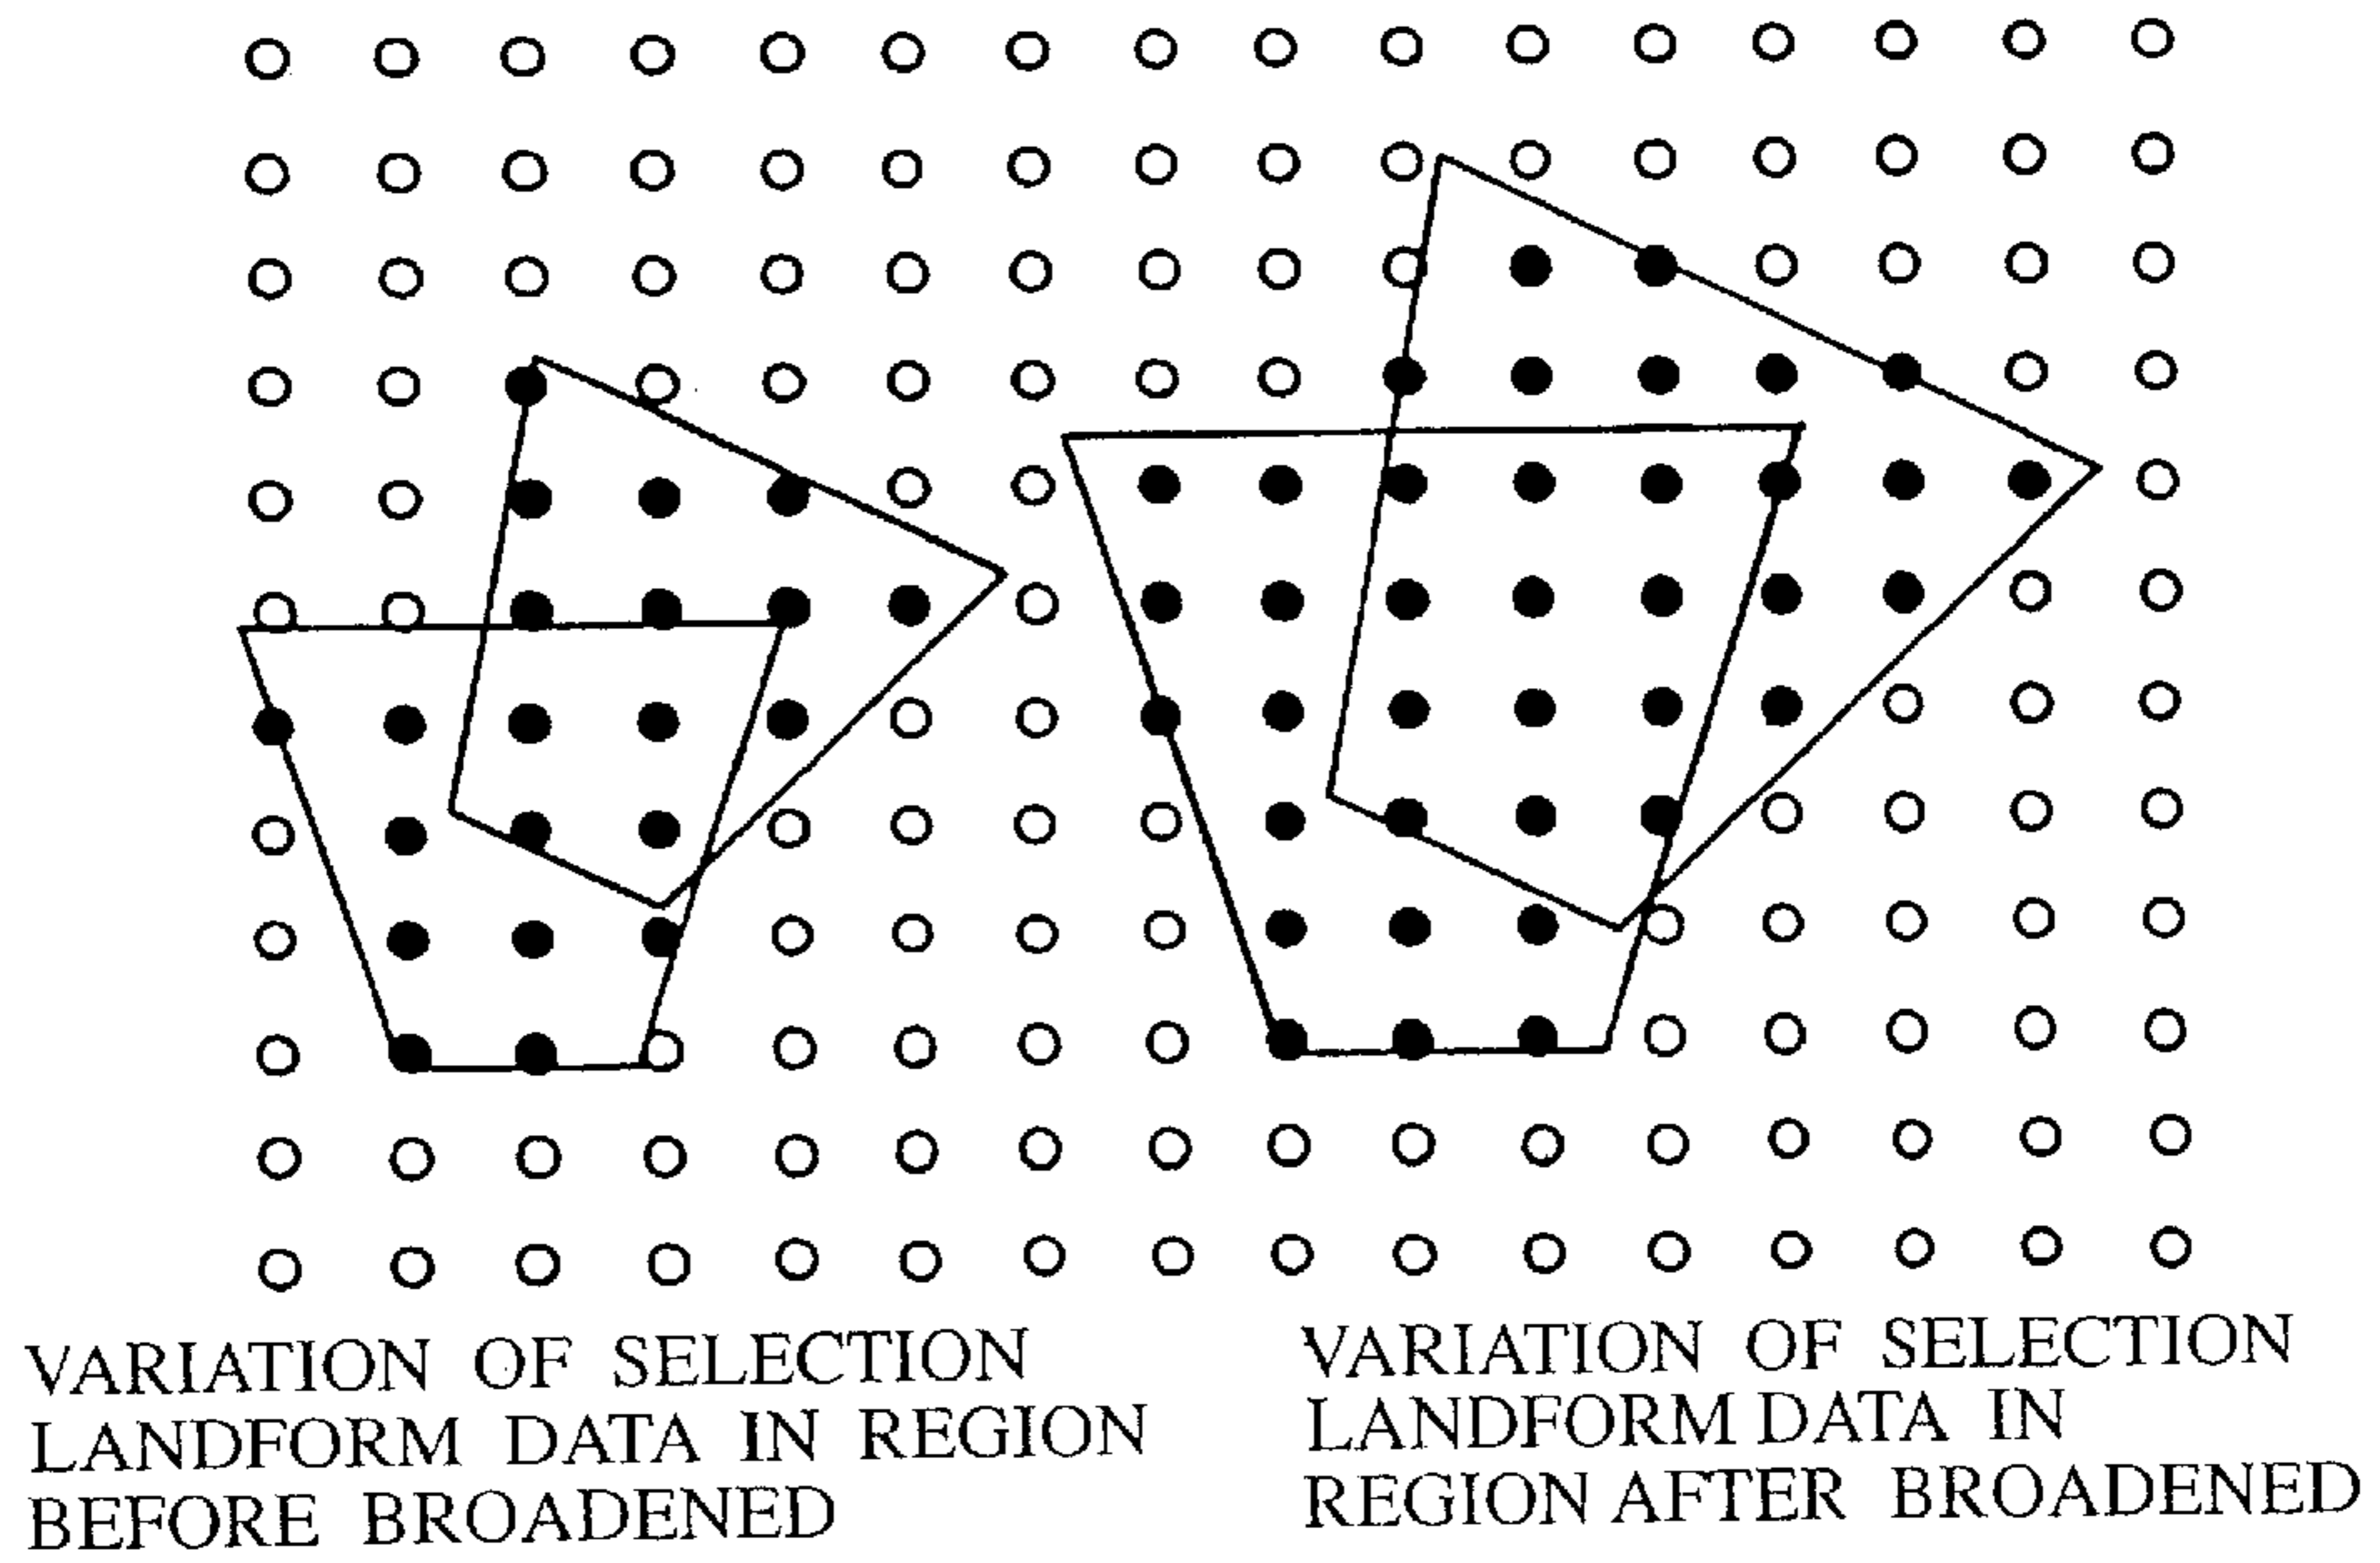 VARIATION OF SELECTION
LANDFORM DATA IN REGION
BEFORE BROADENED
VARIATION OF SELECTION
LANDFORM DATA IN
REGION AFTER BROADENED